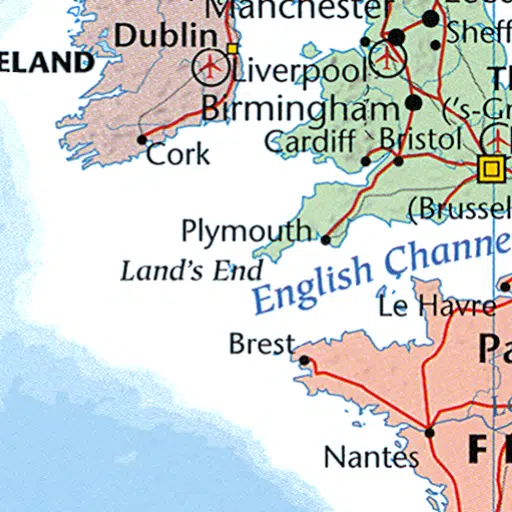 Manchester
Dublin
Sheff
ELAND
Liverpool
Birmingham
('s-Gr
Cardiff
Bristol
Cork
(Brussel
Plymouth
Land's End
English Channe
Le Havre
Brest
Pa
Nantes
F